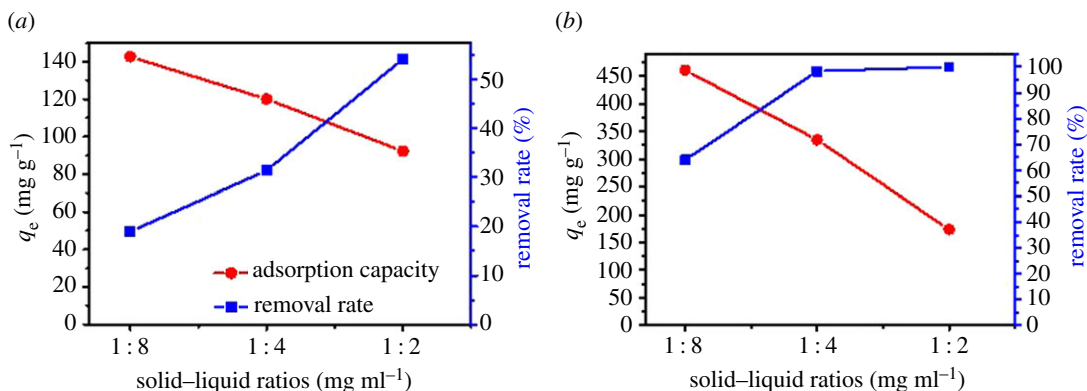 (a)
140
120
100
80
60
40
20
0
qe (mg g–1)
50
40
30
20
10
0
removal rate (%)
adsorption capacity
removal rate
1 : 8
1 : 4
1 : 2
solid–liquid ratios (mg ml–1)
(b)
450
400
350
300
250
200
150
100
50
0
qe (mg g–1)
100
90
80
70
60
50
40
30
20
10
0
removal rate (%)
1 : 8
1 : 4
1 : 2
solid–liquid ratios (mg ml–1)